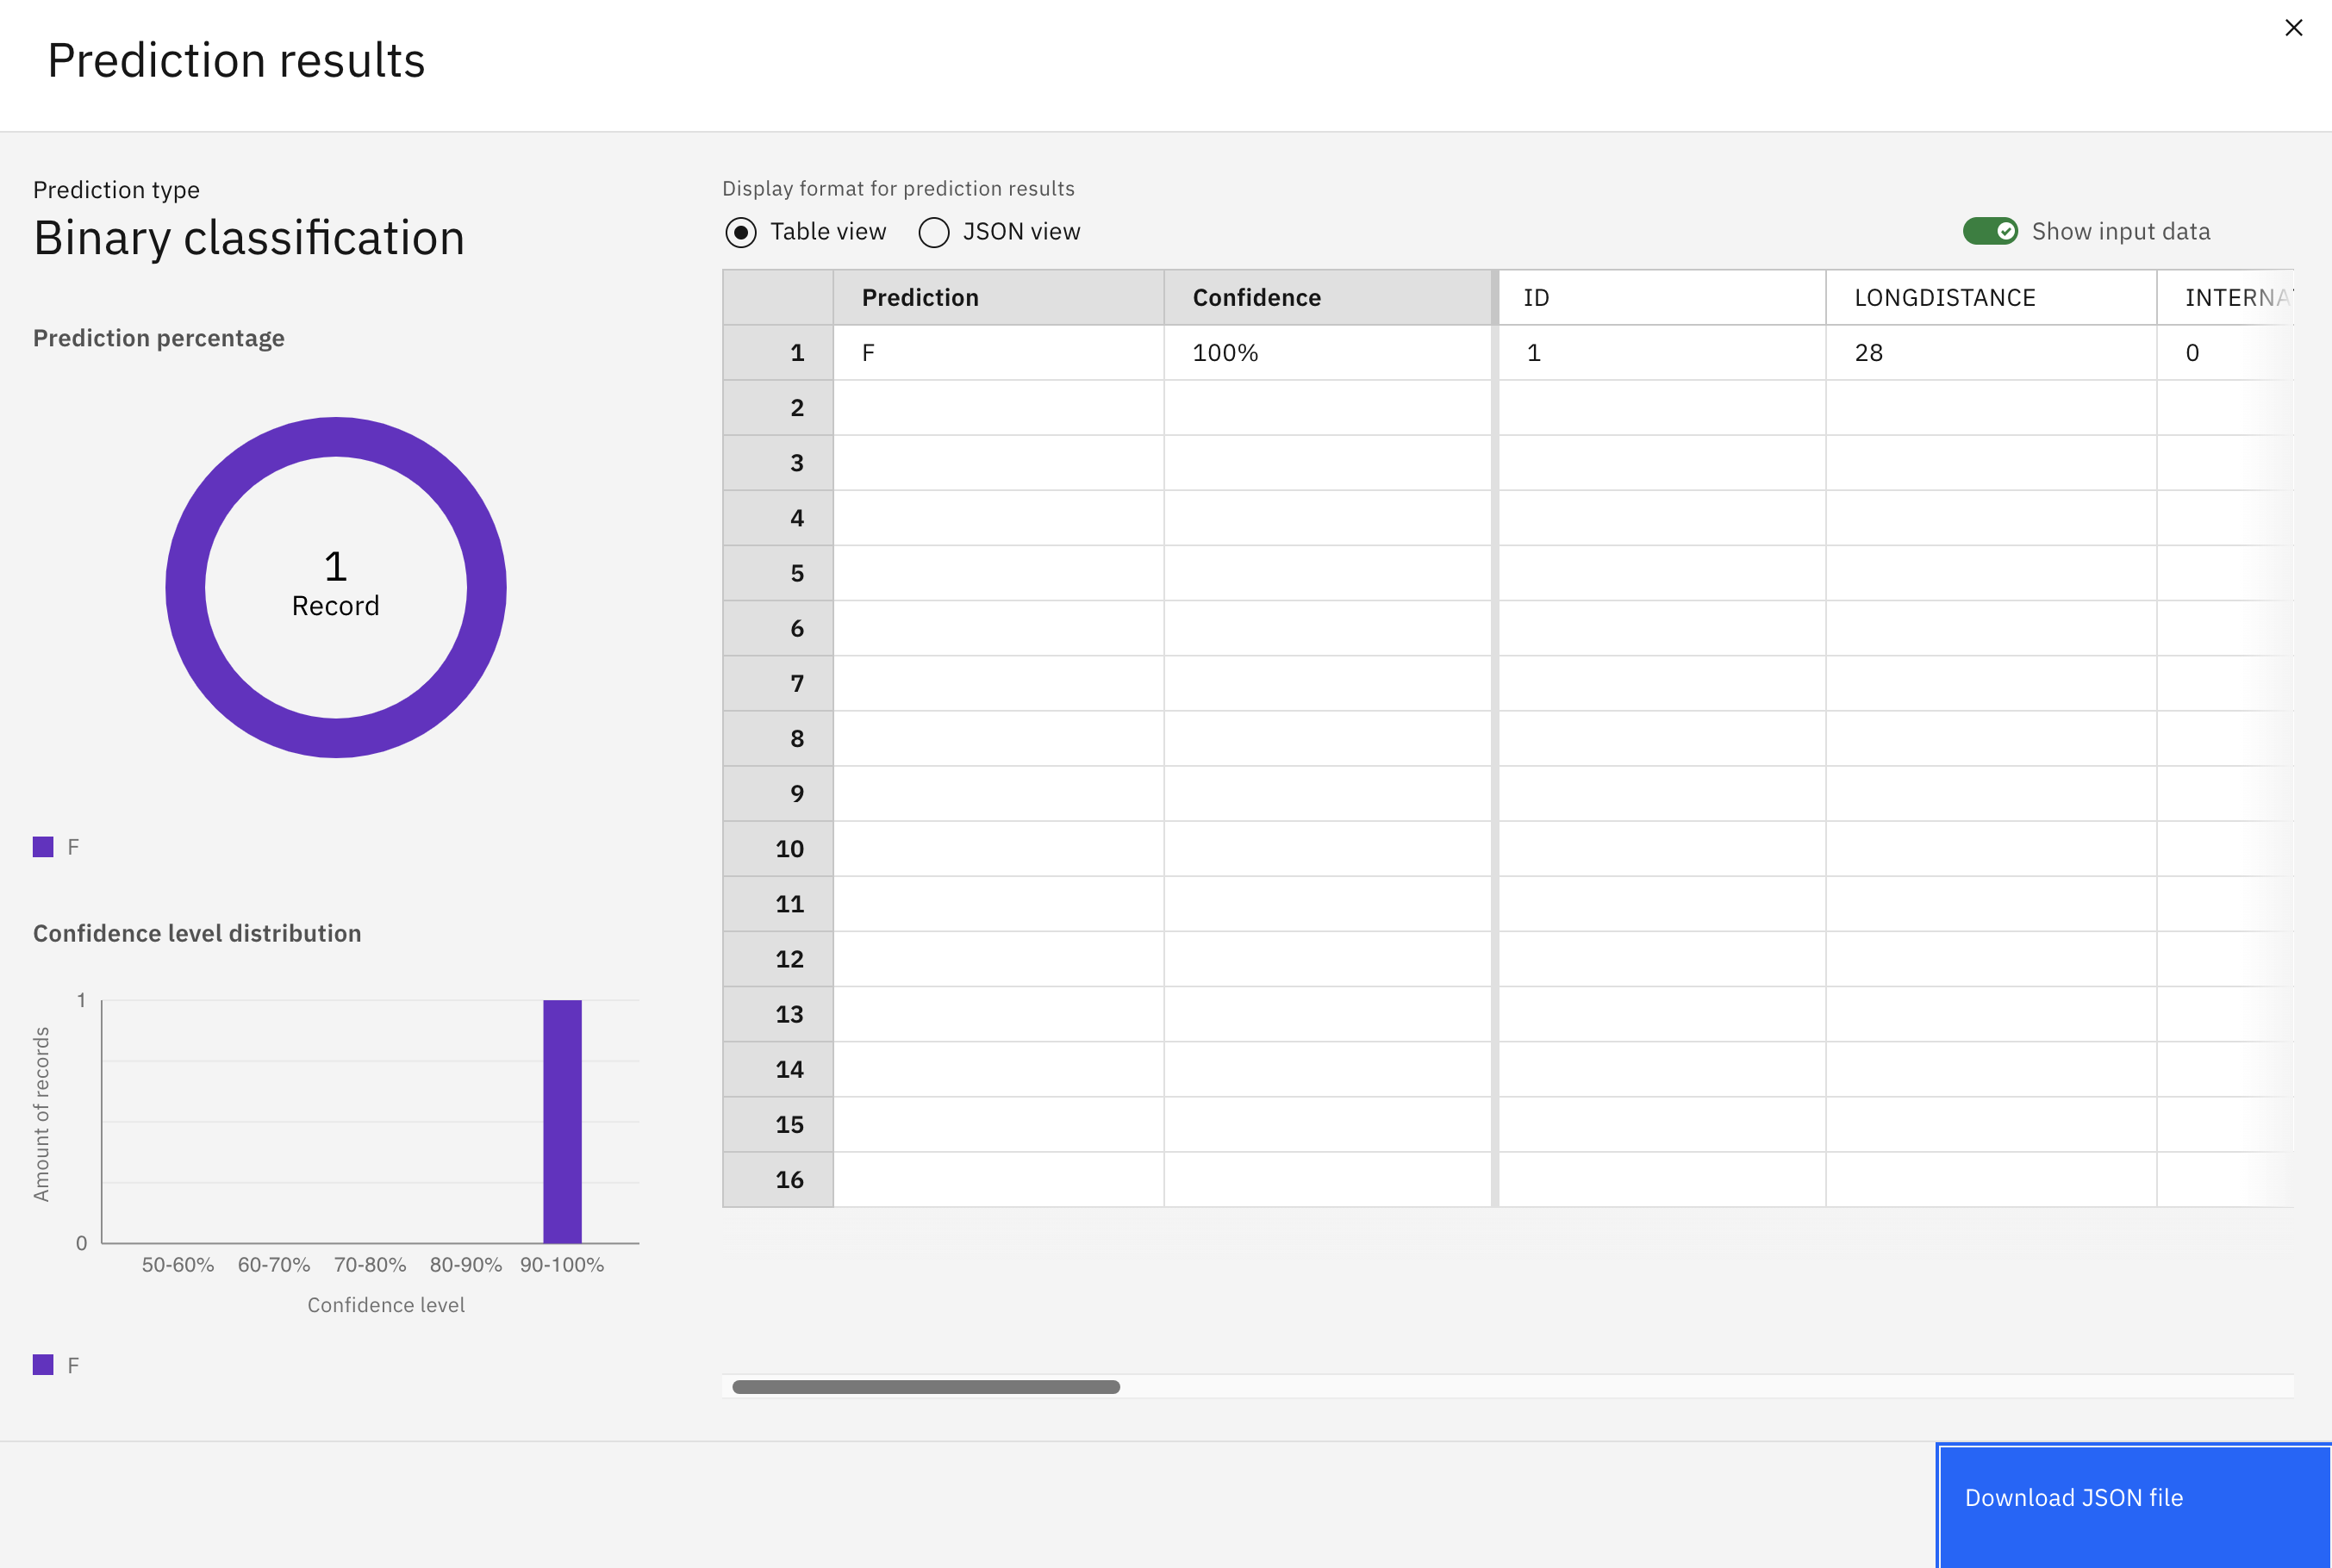 Prediction results
Prediction type
Binary classification
Prediction percentage
1
Record
F
Confidence level distribution
Amount of records
1
0
50-60% 60-70% 70-80% 80-90% 90-100%
Confidence level
F
Display format for prediction results
Table view JSON view
Show input data
Prediction Confidence ID LONGDISTANCE INTERNA
1 F 100% 1 28 0
2
3
4
5
6
7
8
9
10
11
12
13
14
15
16
Download JSON file